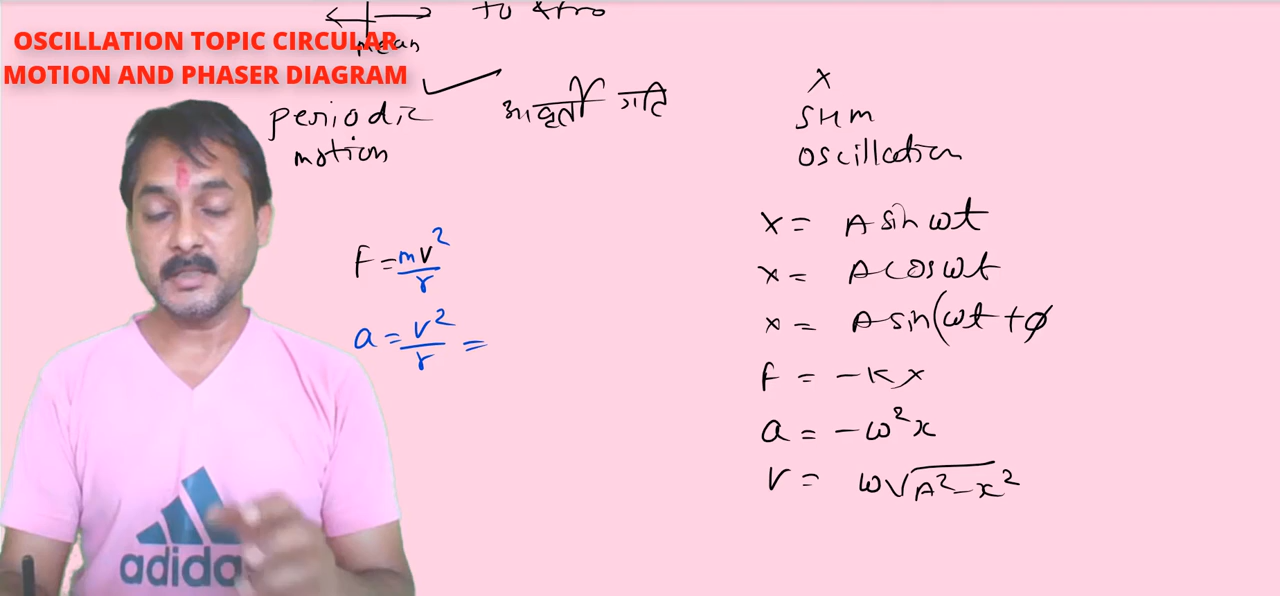 to & fro
OSCILLATION TOPIC CIRCULAR
MOTION AND PHASER DIAGRAM
mean
periodic
motion
आवृर्ती गति
x
SHM
oscillation
F = mv²/r
a = v²/r =
x = A sin ωt
x = A cos ωt
x = A sin(ωt + φ
F = -Kx
a = -ω²x
v = ω√A²-x²
adidas